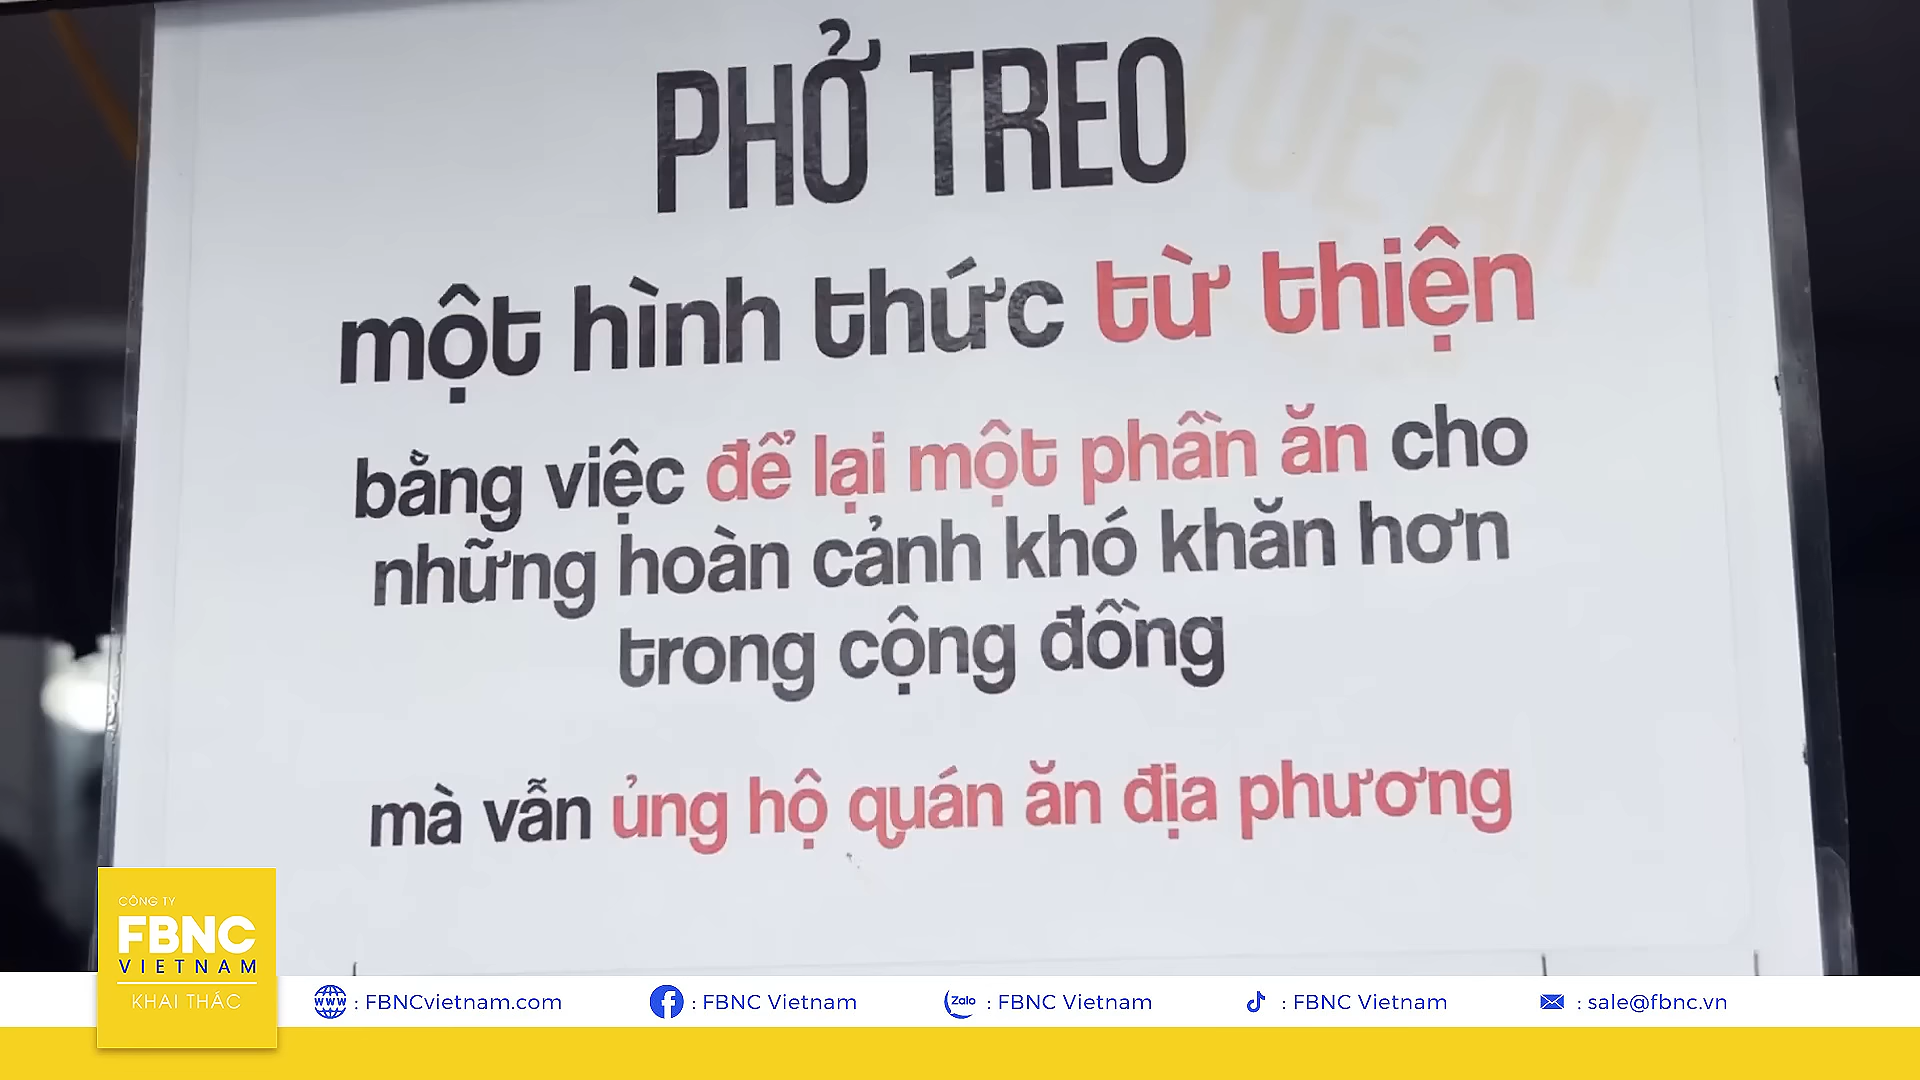 PHỞ TREO
một hình thức từ thiện
bằng việc để lại một phần ăn cho
những hoàn cảnh khó khăn hơn
trong cộng đồng
mà vẫn ủng hộ quán ăn địa phương
CÔNG TY
FBNC
VIETNAM
KHAI THÁC
www : FBNCvietnam.com
: FBNC Vietnam
Zalo : FBNC Vietnam
: FBNC Vietnam
: sale@fbnc.vn